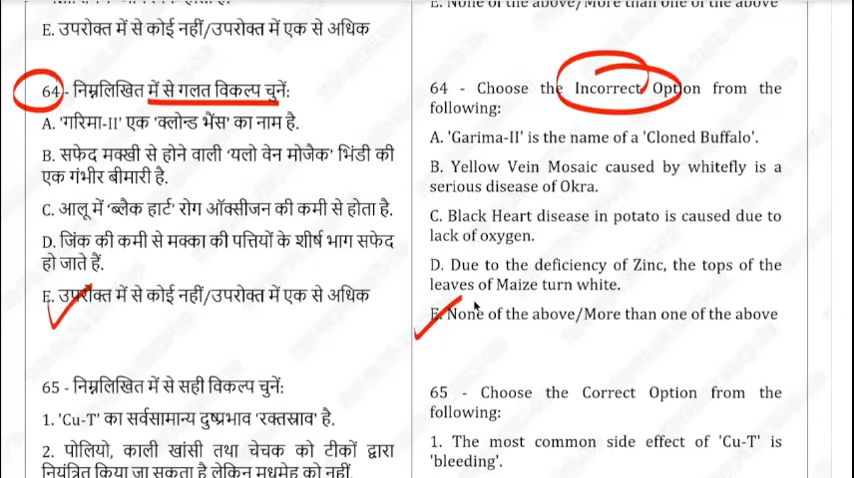 E. उपरोक्त में से कोई नहीं/उपरोक्त में एक से अधिक
64 - निम्नलिखित में से गलत विकल्प चुनें:
A. 'गरिमा-II' एक 'क्लोन्ड भैंस' का नाम है.
B. सफेद मक्खी से होने वाली 'यलो वेन मोजैक' भिंडी की
एक गंभीर बीमारी है.
C. आलू में 'ब्लैक हार्ट' रोग ऑक्सीजन की कमी से होता है.
D. जिंक की कमी से मक्का की पत्तियों के शीर्ष भाग सफेद
हो जाते हैं.
E. उपरोक्त में से कोई नहीं/उपरोक्त में एक से अधिक
65 - निम्नलिखित में से सही विकल्प चुनें:
1. 'Cu-T' का सर्वसामान्य दुष्प्रभाव 'रक्तस्राव' है.
2. पोलियो, काली खांसी तथा चेचक को टीकों द्वारा
नियंत्रित किया जा सकता है लेकिन मधुमेह को नहीं.
E. None of the above/More than one of the above
64 - Choose the Incorrect Option from the
following:
A. 'Garima-II' is the name of a 'Cloned Buffalo'.
B. Yellow Vein Mosaic caused by whitefly is a
serious disease of Okra.
C. Black Heart disease in potato is caused due to
lack of oxygen.
D. Due to the deficiency of Zinc, the tops of the
leaves of Maize turn white.
E. None of the above/More than one of the above
65 - Choose the Correct Option from the
following:
1. The most common side effect of 'Cu-T' is
'bleeding'.